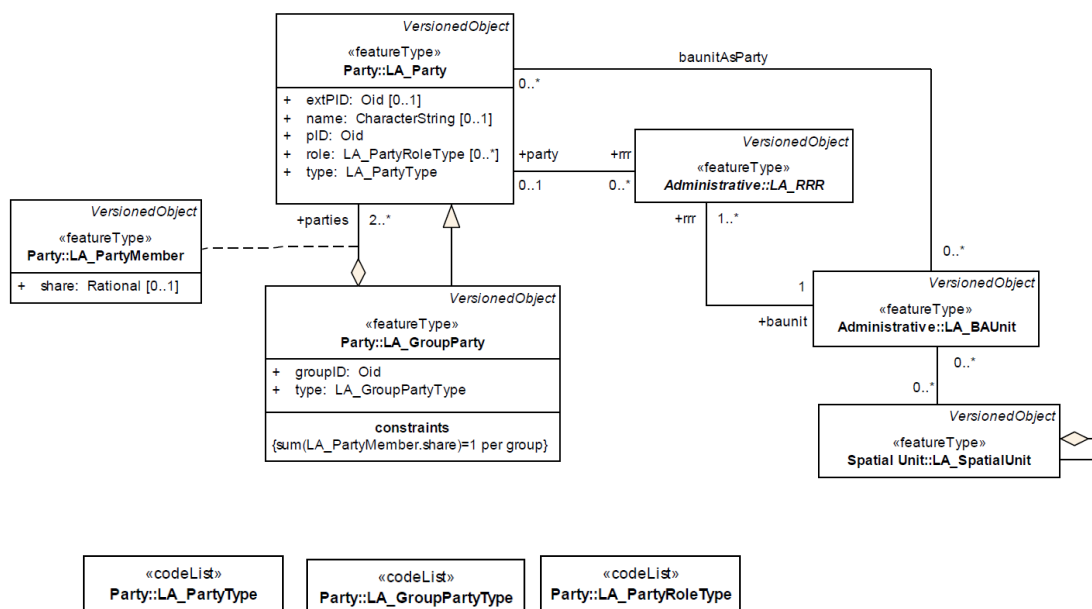 VersionedObject
«featureType»
Party::LA_Party
+ extPID: Oid [0..1]
+ name: CharacterString [0..1]
+ pID: Oid
+ role: LA_PartyRoleType [0..*]
+ type: LA_PartyType
baunitAsParty
0..*
0..*
+party
+rrr
0..1
0..*
VersionedObject
«featureType»
Administrative::LA_RRR
+rrr
1..*
1
+baunit
+parties
2..*
VersionedObject
«featureType»
Party::LA_PartyMember
+ share: Rational [0..1]
VersionedObject
«featureType»
Party::LA_GroupParty
+ groupID: Oid
+ type: LA_GroupPartyType
constraints
{sum(LA_PartyMember.share)=1 per group}
VersionedObject
«featureType»
Administrative::LA_BAUnit
0..*
0..*
VersionedObject
«featureType»
Spatial Unit::LA_SpatialUnit
«codeList»
Party::LA_PartyType
«codeList»
Party::LA_GroupPartyType
«codeList»
Party::LA_PartyRoleType